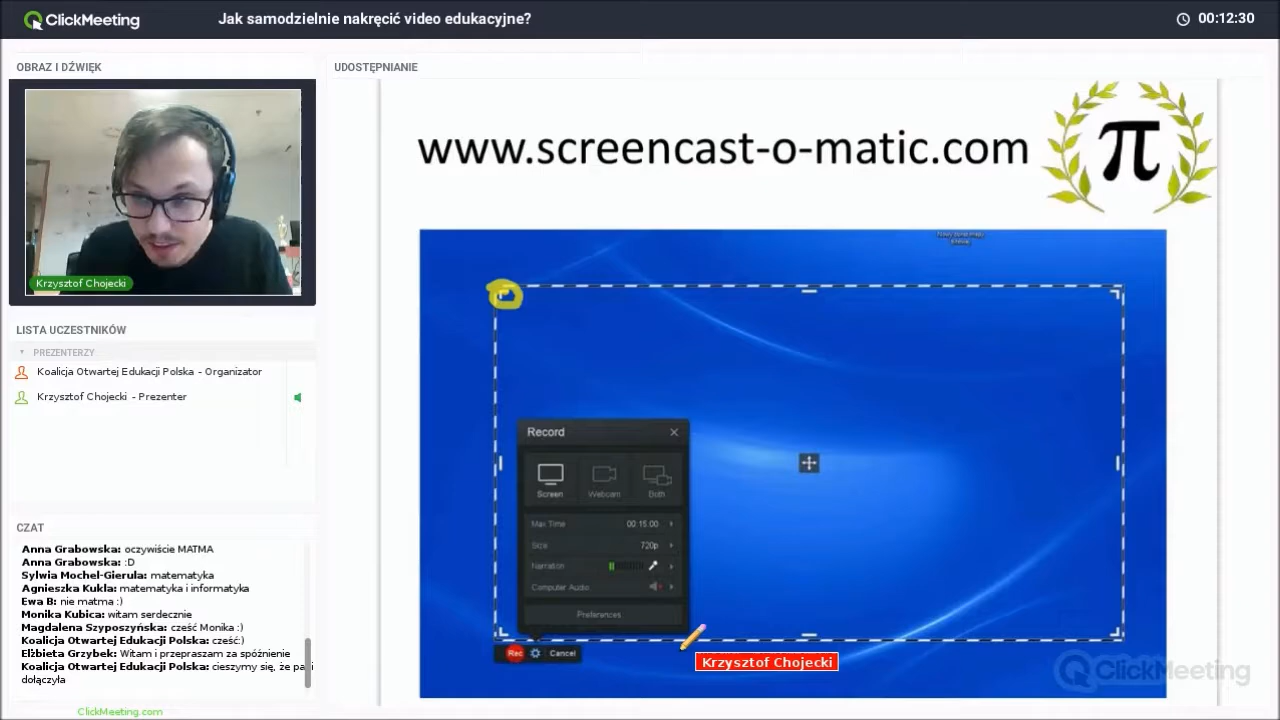 ClickMeeting
Jak samodzielnie nakręcić video edukacyjne?
00:12:30
OBRAZ I DŹWIĘK
UDOSTĘPNIANIE
Krzysztof Chojecki
LISTA UCZESTNIKÓW
PREZENTERZY
Koalicja Otwartej Edukacji Polska - Organizator
Krzysztof Chojecki - Prezenter
CZAT
Anna Grabowska: oczywiście MATMA
Anna Grabowska: :D
Sylwia Mochel-Gierula: matematyka
Agnieszka Kukla: matematyka i informatyka
Ewa B: nie matma :)
Monika Kubica: witam serdecznie
Magdalena Szyposzyńska: cześć Monika :)
Koalicja Otwartej Edukacji Polska: cześć:)
Elżbieta Grzybek: Witam i przepraszam za spóźnienie
Koalicja Otwartej Edukacji Polska: cieszymy się, że pani
dołączyła
ClickMeeting.com
www.screencast-o-matic.com
π
Record
Screen
Webcam
Both
Max Time 00:15:00
Size 720p
Narration
Computer Audio
Preferences
Rec
Cancel
Krzysztof Chojecki
ClickMeeting